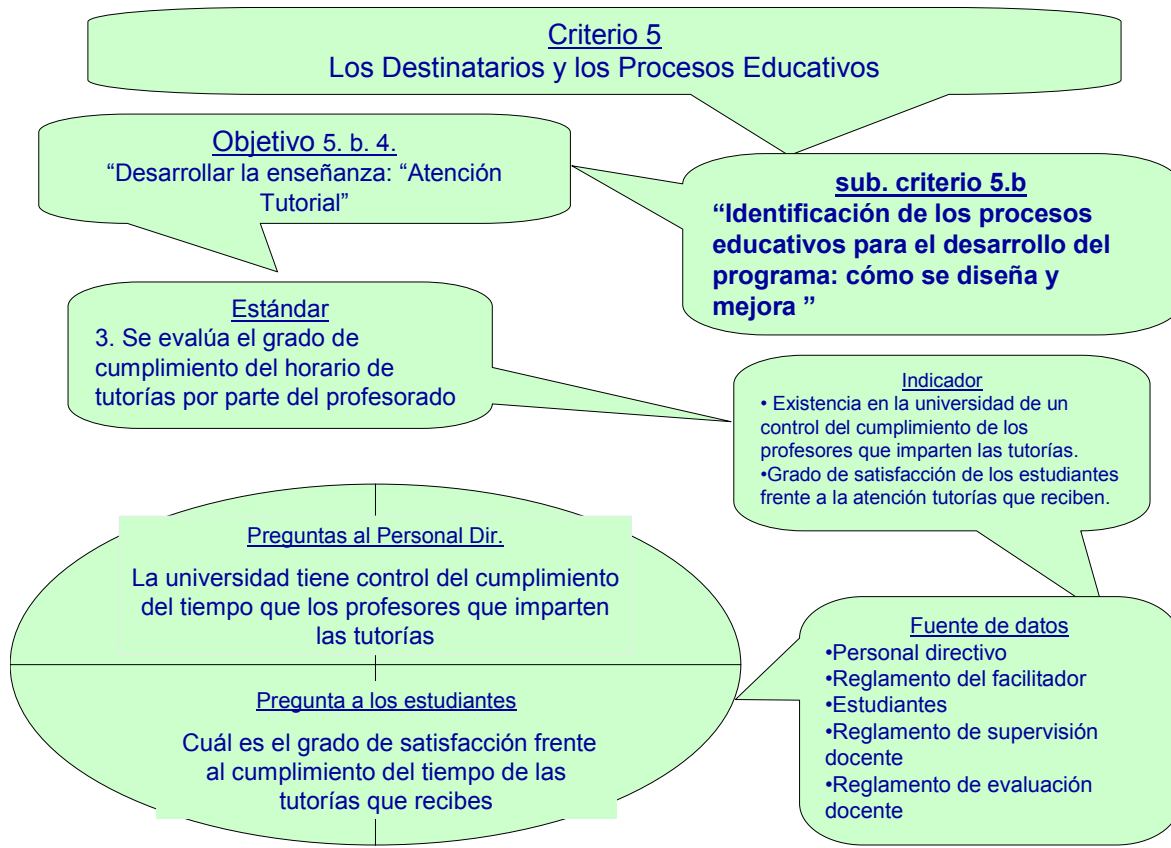 Criterio 5
Los Destinatarios y los Procesos Educativos
Objetivo 5. b. 4.
“Desarrollar la enseñanza: “Atención
Tutorial”
sub. criterio 5.b
“Identificación de los procesos
educativos para el desarrollo del
programa: cómo se diseña y
mejora ”
Estándar
3. Se evalúa el grado de
cumplimiento del horario de
tutorías por parte del profesorado
Indicador
• Existencia en la universidad de un
control del cumplimiento de los
profesores que imparten las tutorías.
•Grado de satisfacción de los estudiantes
frente a la atención tutorías que reciben.
Preguntas al Personal Dir.
La universidad tiene control del cumplimiento
del tiempo que los profesores que imparten
las tutorías
Pregunta a los estudiantes
Cuál es el grado de satisfacción frente
al cumplimiento del tiempo de las
tutorías que recibes
Fuente de datos
•Personal directivo
•Reglamento del facilitador
•Estudiantes
•Reglamento de supervisión
docente
•Reglamento de evaluación
docente